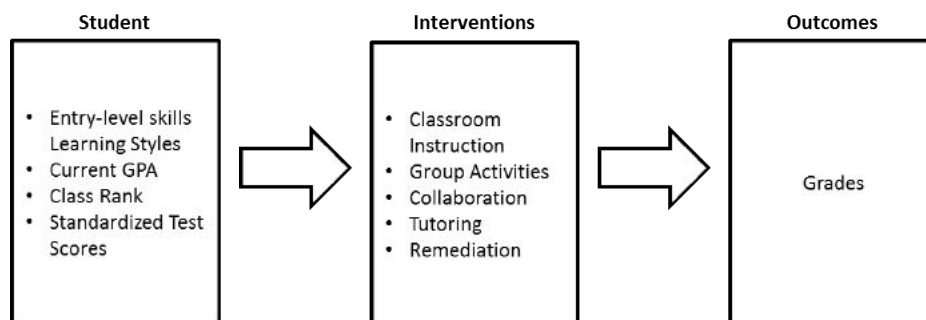 Student
• Entry-level skills
Learning Styles
• Current GPA
• Class Rank
• Standardized Test
Scores
Interventions
• Classroom
Instruction
• Group Activities
• Collaboration
• Tutoring
• Remediation
Outcomes
Grades